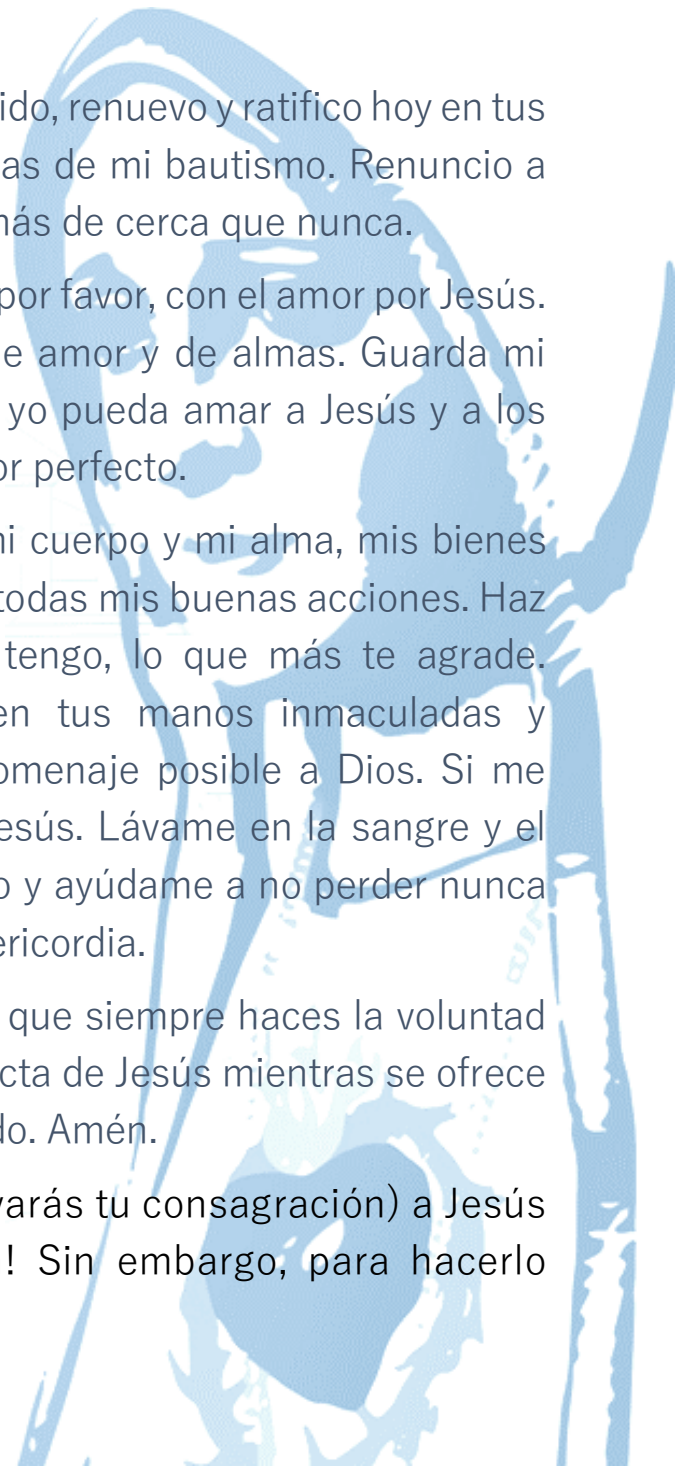 ido, renuevo y ratifico hoy en tus
as de mi bautismo. Renuncio a
más de cerca que nunca.
por favor, con el amor por Jesús.
e amor y de almas. Guarda mi
yo pueda amar a Jesús y a los
or perfecto.
mi cuerpo y mi alma, mis bienes
todas mis buenas acciones. Haz
tengo, lo que más te agrade.
en tus manos inmaculadas y
omenaje posible a Dios. Si me
esús. Lávame en la sangre y el
o y ayúdame a no perder nunca
ericordia.
que siempre haces la voluntad
cta de Jesús mientras se ofrece
do. Amén.
varás tu consagración) a Jesús
! Sin embargo, para hacerlo